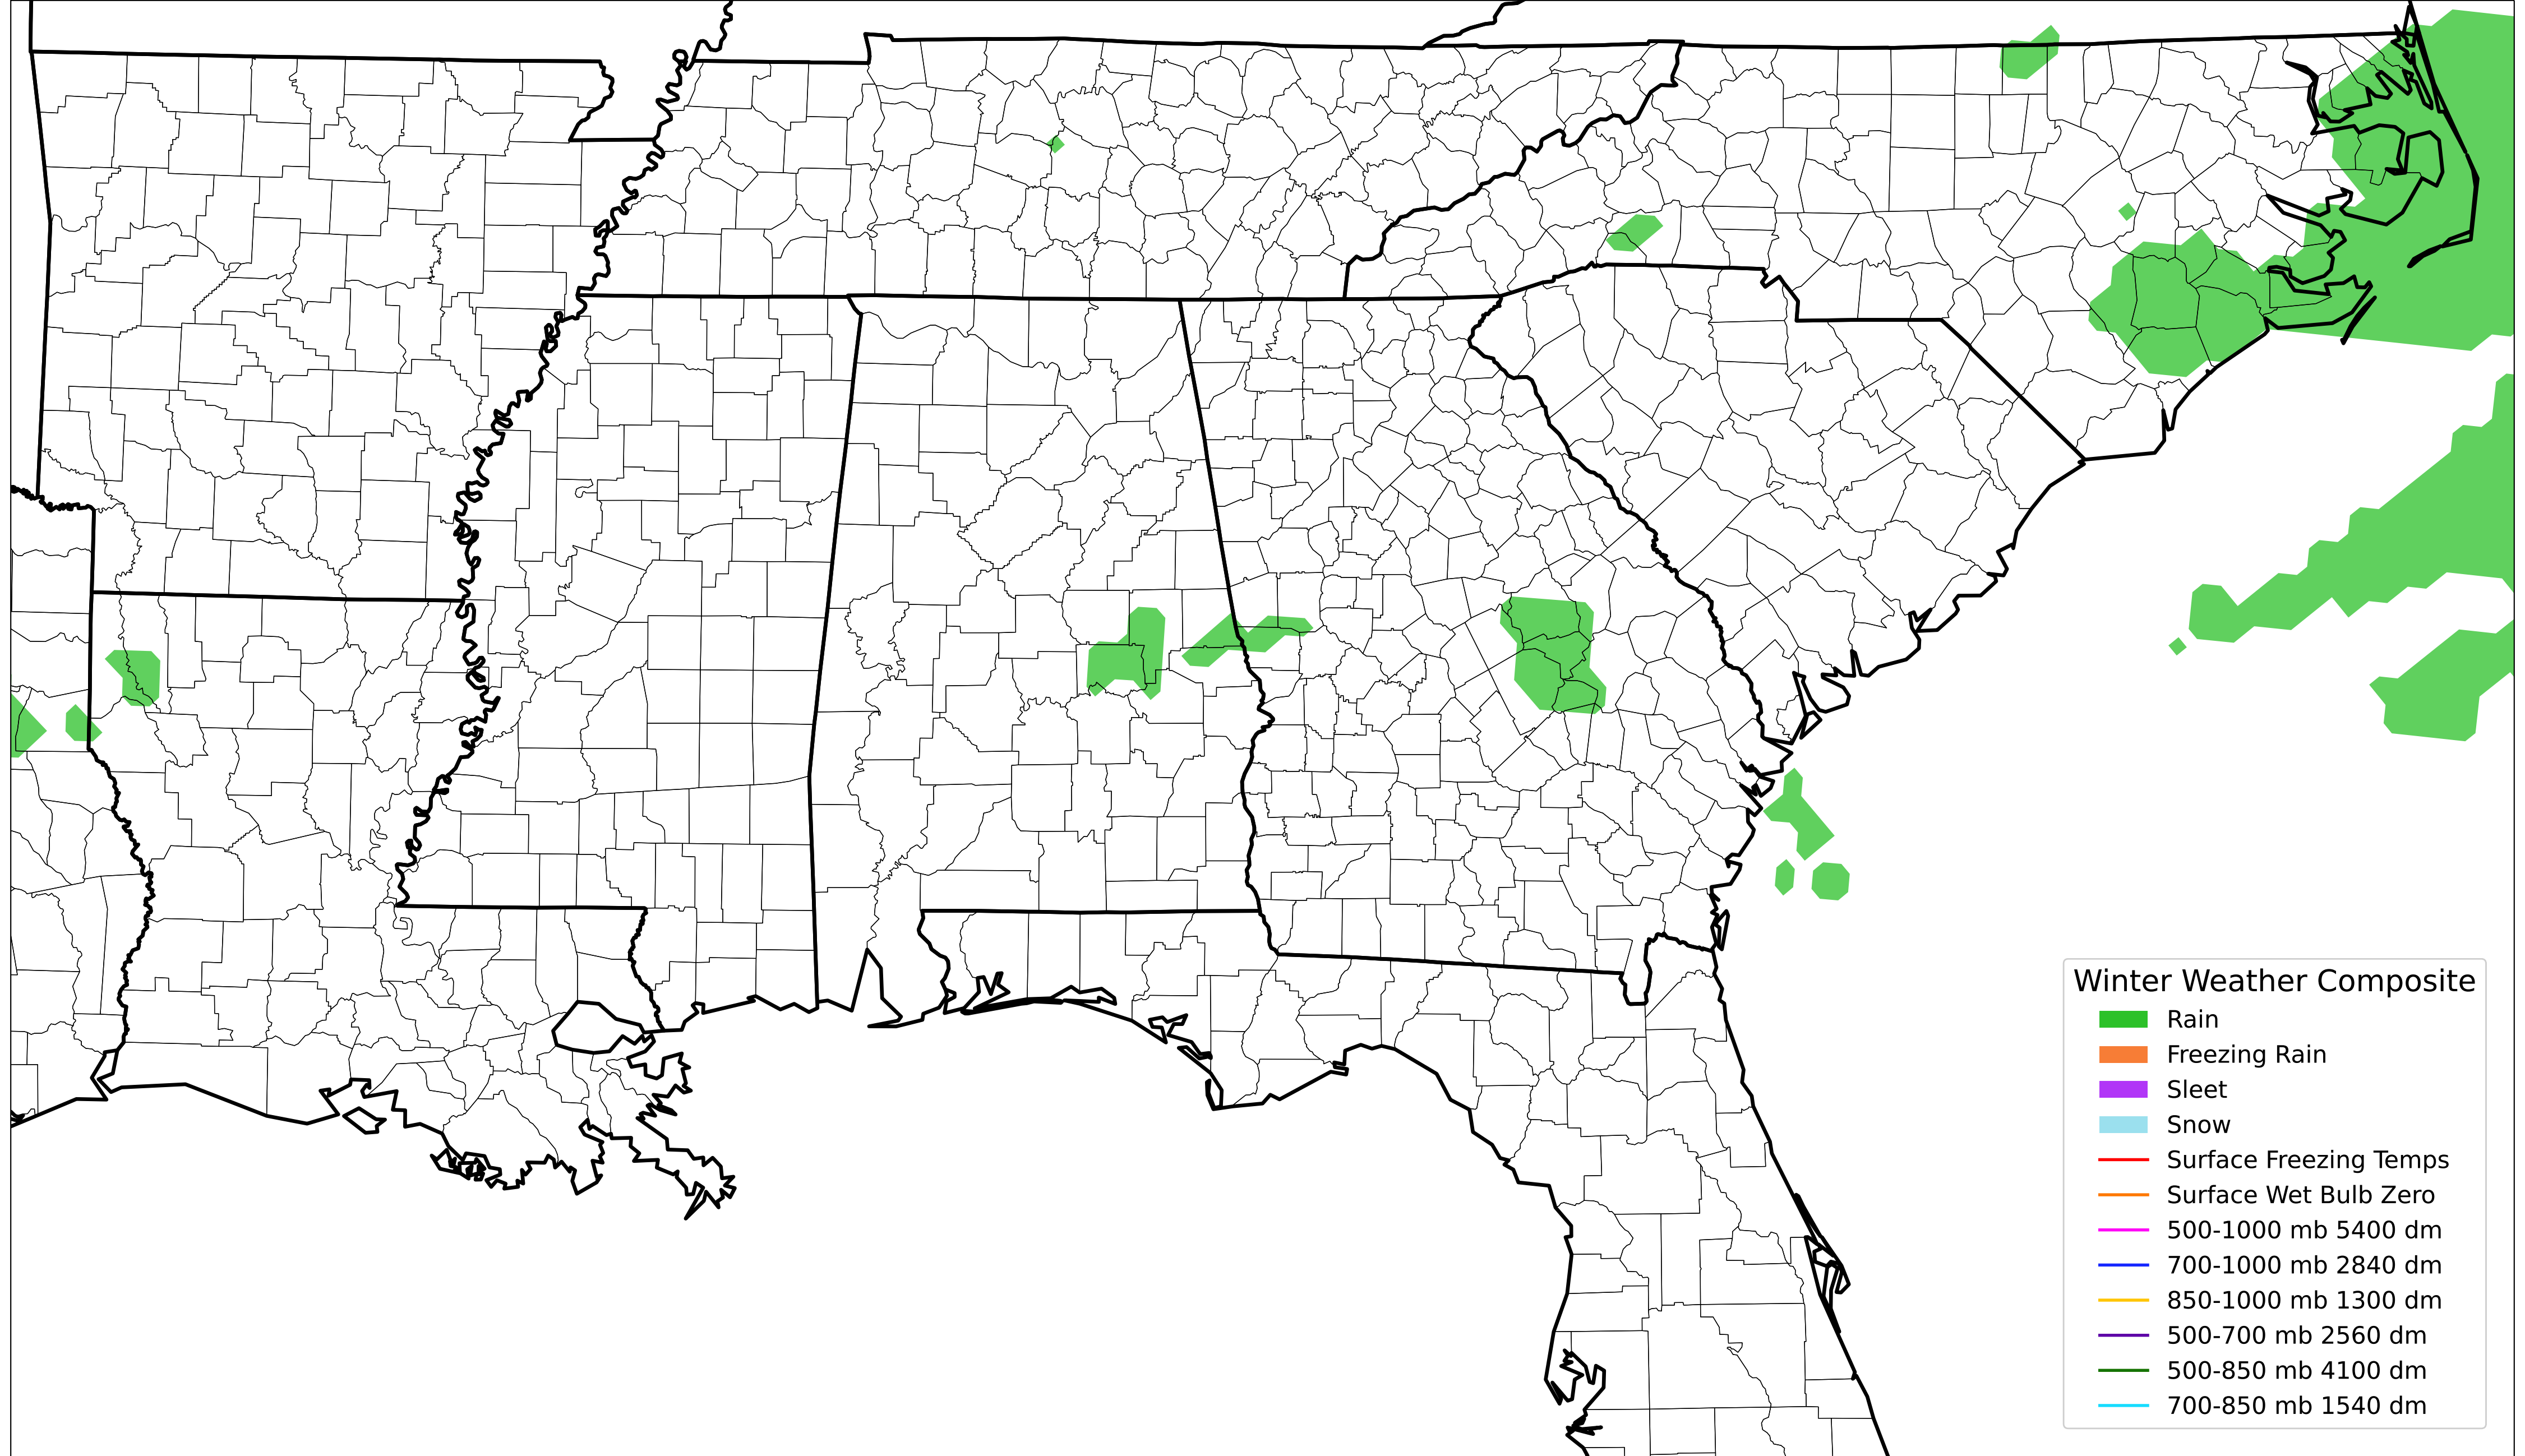 Winter Weather Composite
Rain
Freezing Rain
Sleet
Snow
Surface Freezing Temps
Surface Wet Bulb Zero
500-1000 mb 5400 dm
700-1000 mb 2840 dm
850-1000 mb 1300 dm
500-700 mb 2560 dm
500-850 mb 4100 dm
700-850 mb 1540 dm